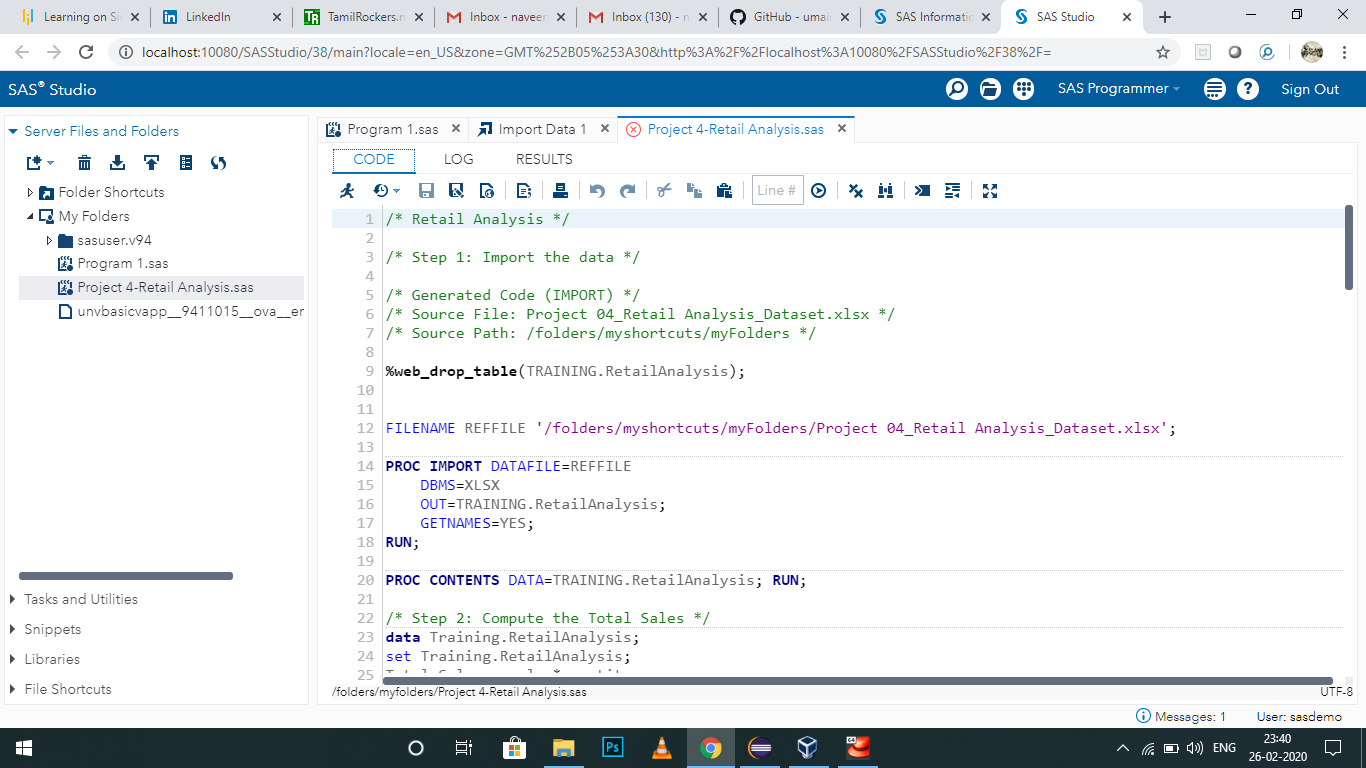 Learning on Si
LinkedIn
TamilRockers.n
Inbox - naveen
Inbox (130) - n
GitHub - umai
SAS Informatic
SAS Studio
localhost:10080/SASStudio/38/main?locale=en_US&zone=GMT%252B05%253A30&http%3A%2F%2Flocalhost%3A10080%2FSASStudio%2F38%2F=
SAS® Studio
SAS Programmer
Sign Out
Server Files and Folders
Folder Shortcuts
My Folders
sasuser.v94
Program 1.sas
Project 4-Retail Analysis.sas
unvbasicvapp__9411015__ova__er
Tasks and Utilities
Snippets
Libraries
File Shortcuts
Program 1.sas
Import Data 1
Project 4-Retail Analysis.sas
CODE LOG RESULTS
Line #
1 /* Retail Analysis */
2
3 /* Step 1: Import the data */
4
5 /* Generated Code (IMPORT) */
6 /* Source File: Project 04_Retail Analysis_Dataset.xlsx */
7 /* Source Path: /folders/myshortcuts/myFolders */
8
9 %web_drop_table(TRAINING.RetailAnalysis);
10
11
12 FILENAME REFFILE '/folders/myshortcuts/myFolders/Project 04_Retail Analysis_Dataset.xlsx';
13
14 PROC IMPORT DATAFILE=REFFILE
15 DBMS=XLSX
16 OUT=TRAINING.RetailAnalysis;
17 GETNAMES=YES;
18 RUN;
19
20 PROC CONTENTS DATA=TRAINING.RetailAnalysis; RUN;
21
22 /* Step 2: Compute the Total Sales */
23 data Training.RetailAnalysis;
24 set Training.RetailAnalysis;
25
/folders/myfolders/Project 4-Retail Analysis.sas
UTF-8
Messages: 1
User: sasdemo
Ps
64
ENG
23:40
26-02-2020